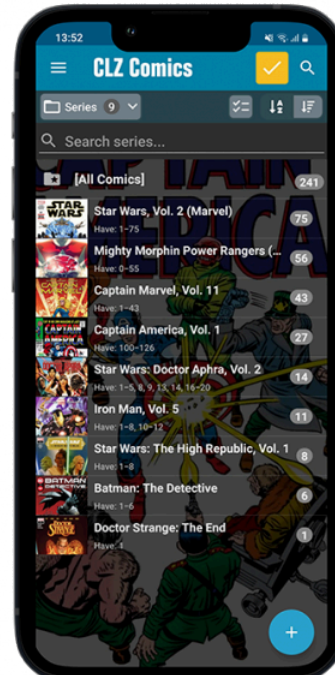 13:52
CLZ Comics
Series 9
Search series...
[All Comics] 241
Star Wars, Vol. 2 (Marvel) 75
Have: 1-75
Mighty Morphin Power Rangers (... 56
Have: 0-55
Captain Marvel, Vol. 11 43
Have: 1-43
Captain America, Vol. 1 27
Have: 100-126
Star Wars: Doctor Aphra, Vol. 2 14
Have: 1-5, 8, 9, 13, 14, 16-20
Iron Man, Vol. 5 11
Have: 1-8, 10-12
Star Wars: The High Republic, Vol. 1 8
Have: 1-8
Batman: The Detective 6
Have: 1-6
Doctor Strange: The End 1
Have: 1
CAPTAIN
AMERICA
STAR
WARS
BATMAN